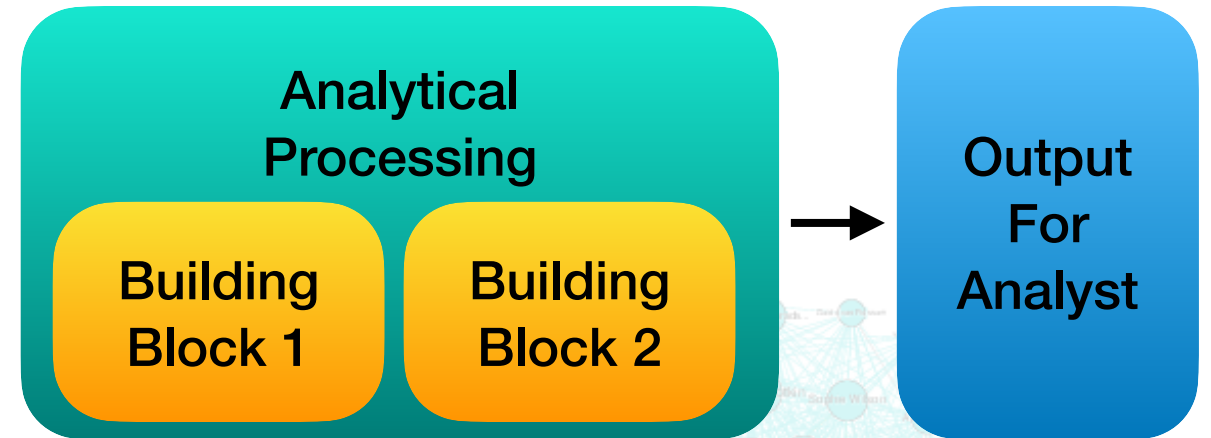 Analytical
Processing
Building
Block 1
Building
Block 2
Output
For
Analyst